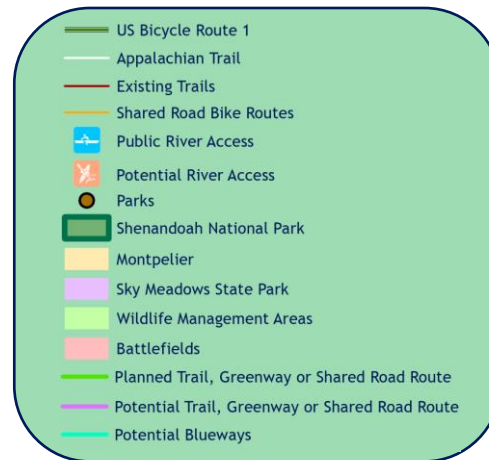 US Bicycle Route 1
Appalachian Trail
Existing Trails
Shared Road Bike Routes
Public River Access
Potential River Access
Parks
Shenandoah National Park
Montpelier
Sky Meadows State Park
Wildlife Management Areas
Battlefields
Planned Trail, Greenway or Shared Road Route
Potential Trail, Greenway or Shared Road Route
Potential Blueways